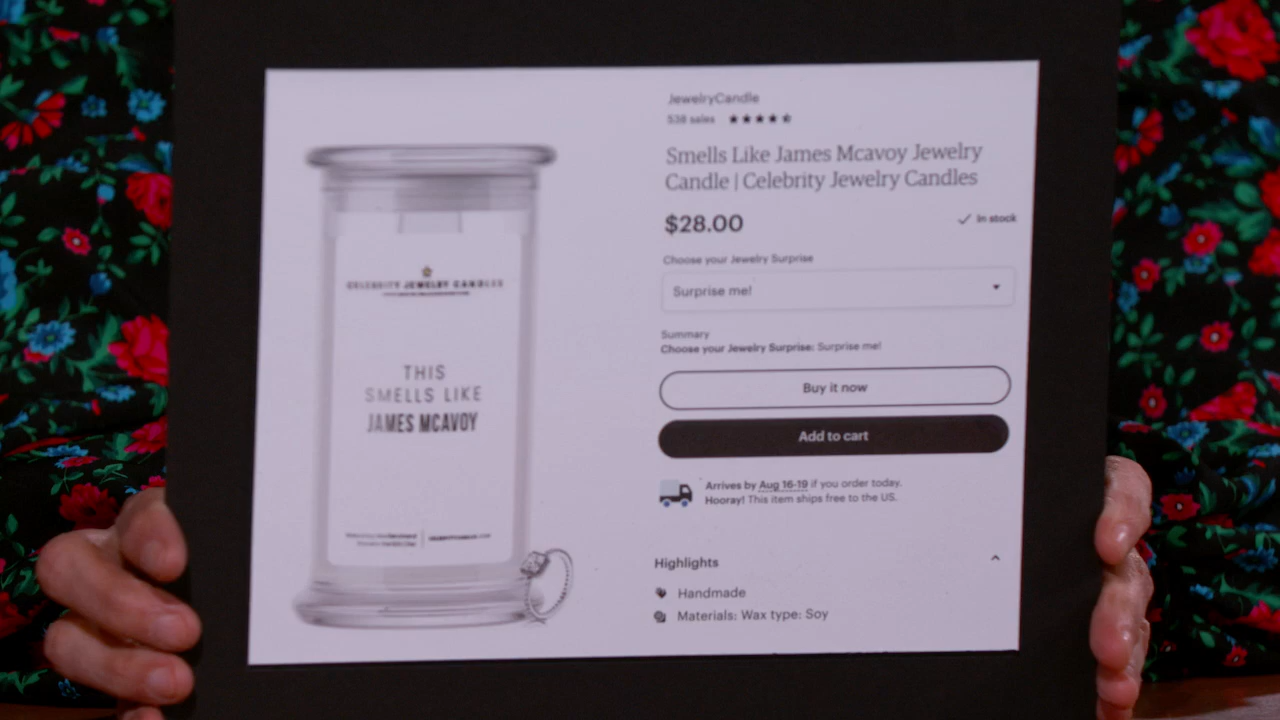 JewelryCandle
538 sales
Smells Like James Mcavoy Jewelry
Candle | Celebrity Jewelry Candles
$28.00
In stock
Choose your Jewelry Surprise
Surprise me!
Summary
Choose your Jewelry Surprise: Surprise me!
Buy it now
Add to cart
Arrives by Aug 16-19 if you order today.
Hooray! This item ships free to the US.
Highlights
Handmade
Materials: Wax type: Soy
CELEBRITY JEWELRY CANDLES
THIS
SMELLS LIKE
JAMES MCAVOY